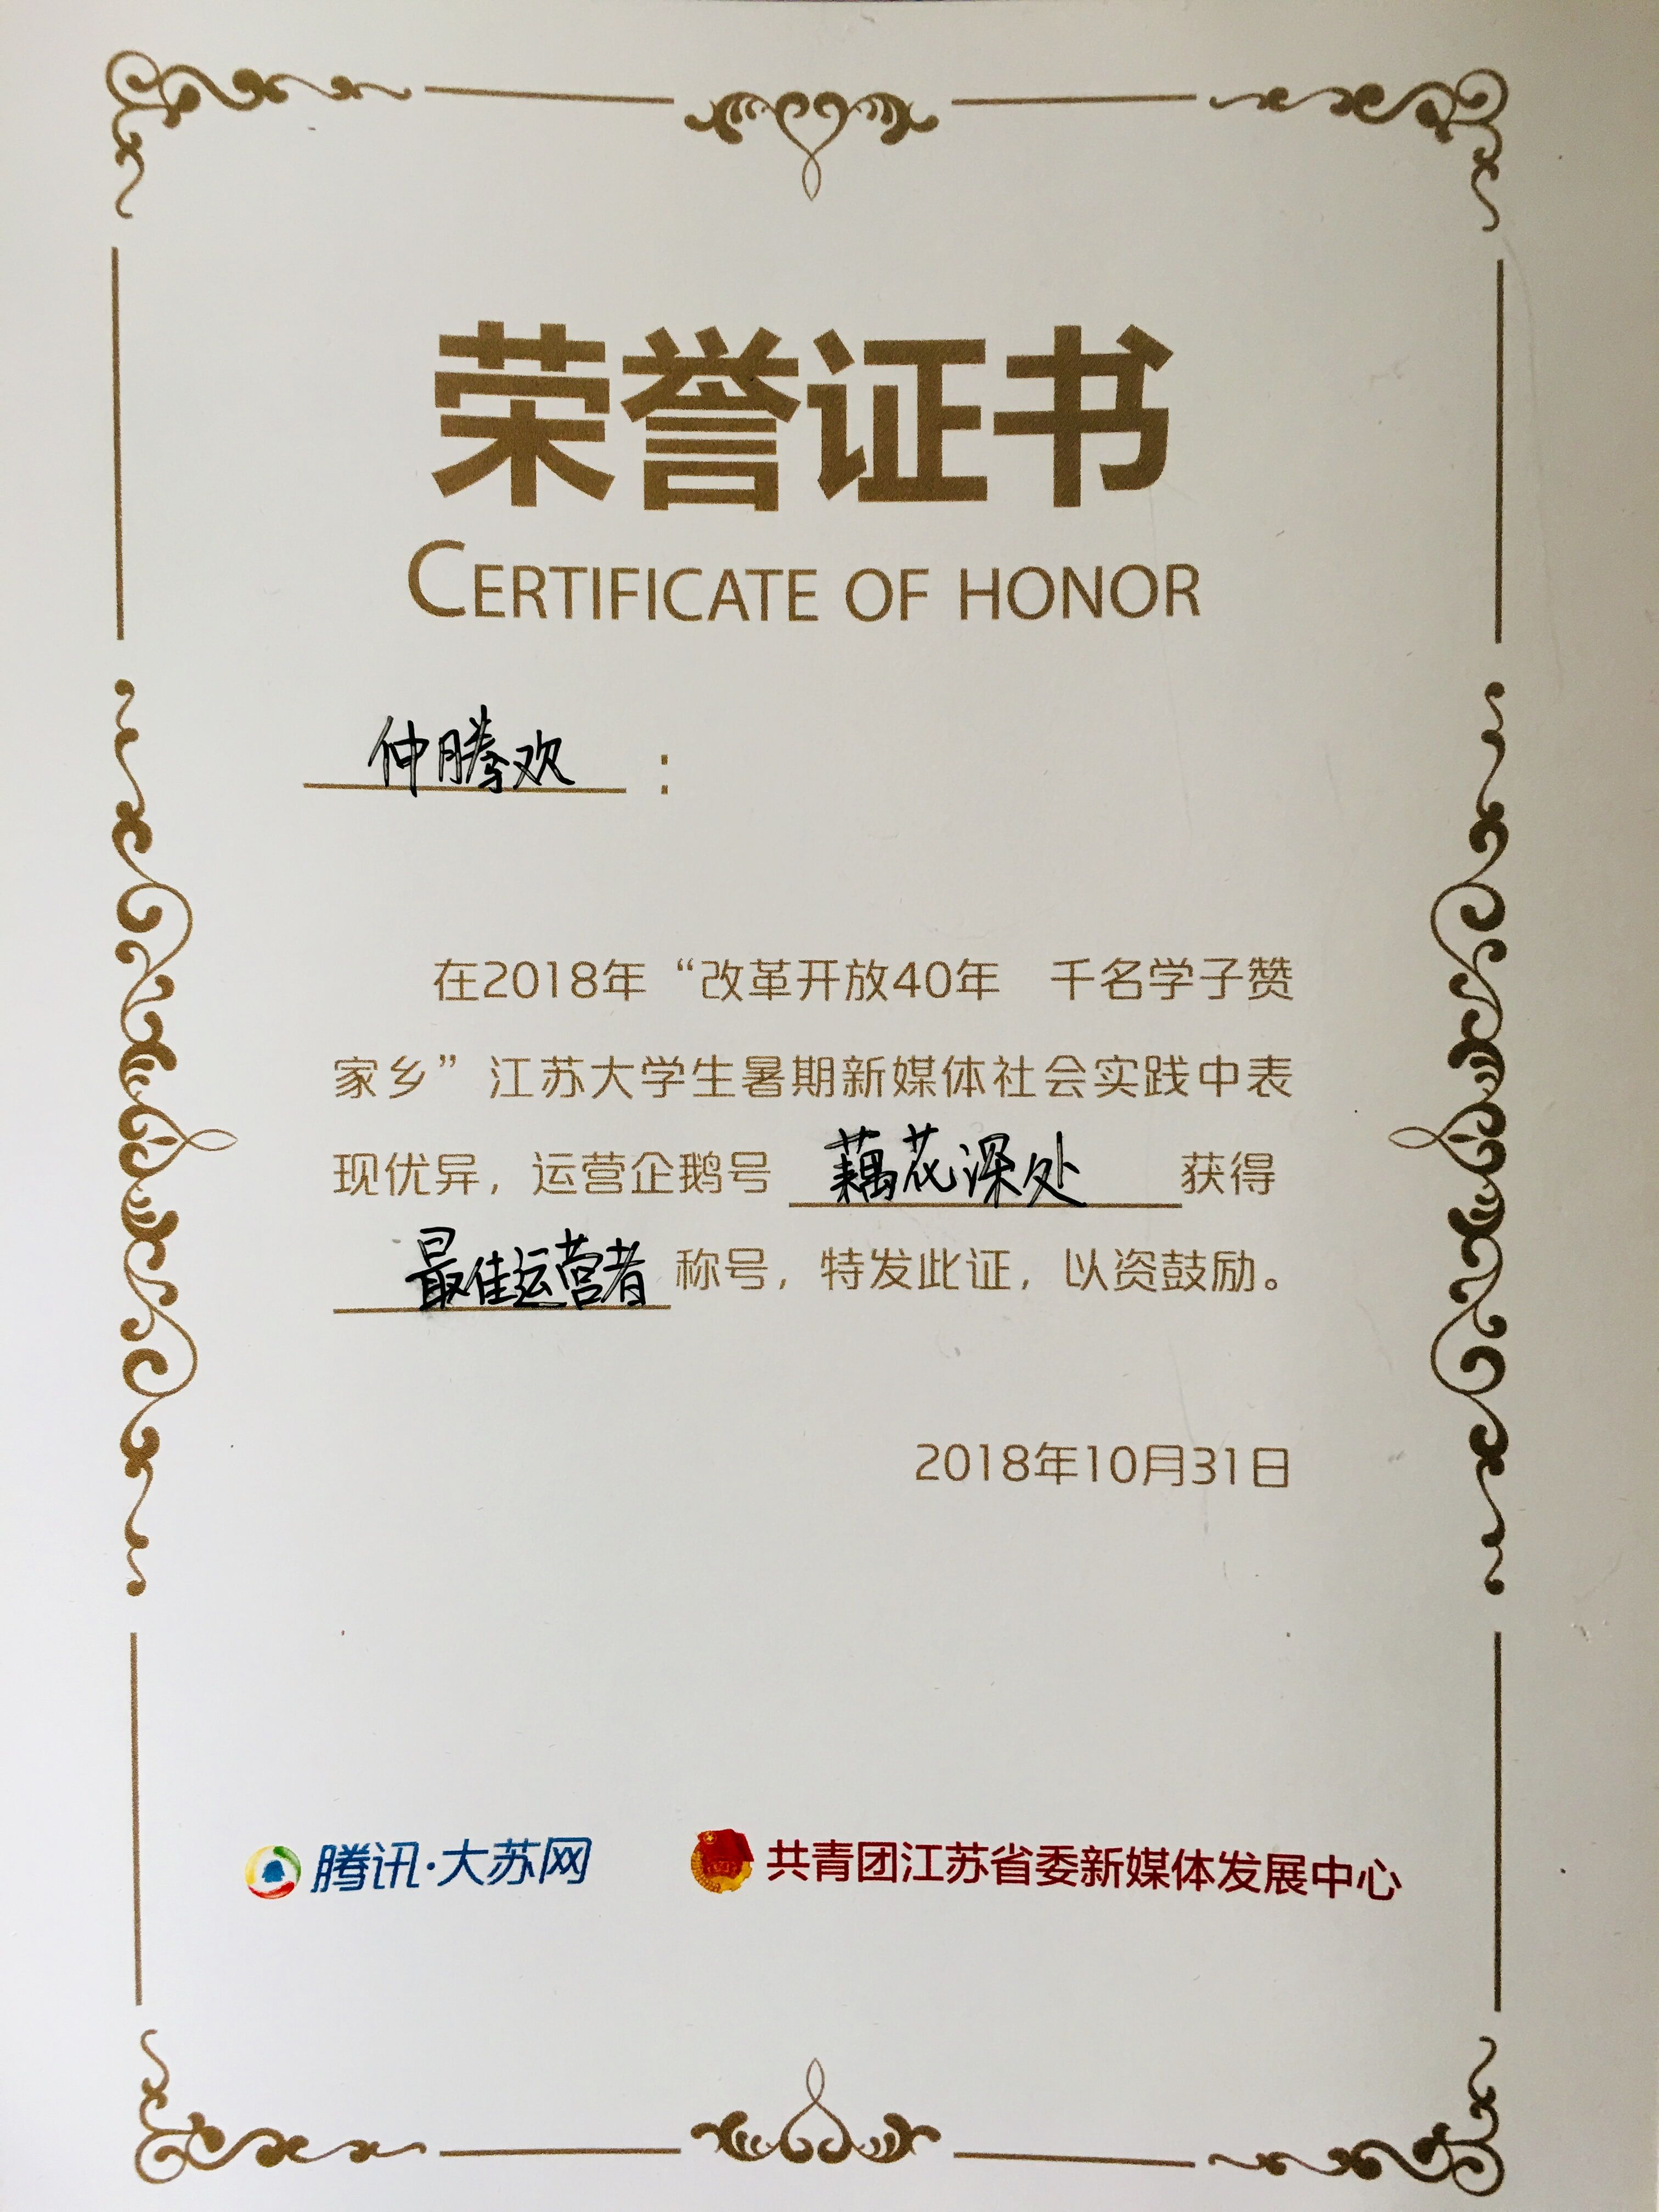 荣誉证书
CERTIFICATE OF HONOR
仲腾欢：
在2018年“改革开放40年 千名学子赞
家乡”江苏大学生暑期新媒体社会实践中表
现优异，运营企鹅号 藕花深处 获得
最佳运营者 称号，特发此证，以资鼓励。
2018年10月31日
腾讯·大苏网 共青团江苏省委新媒体发展中心